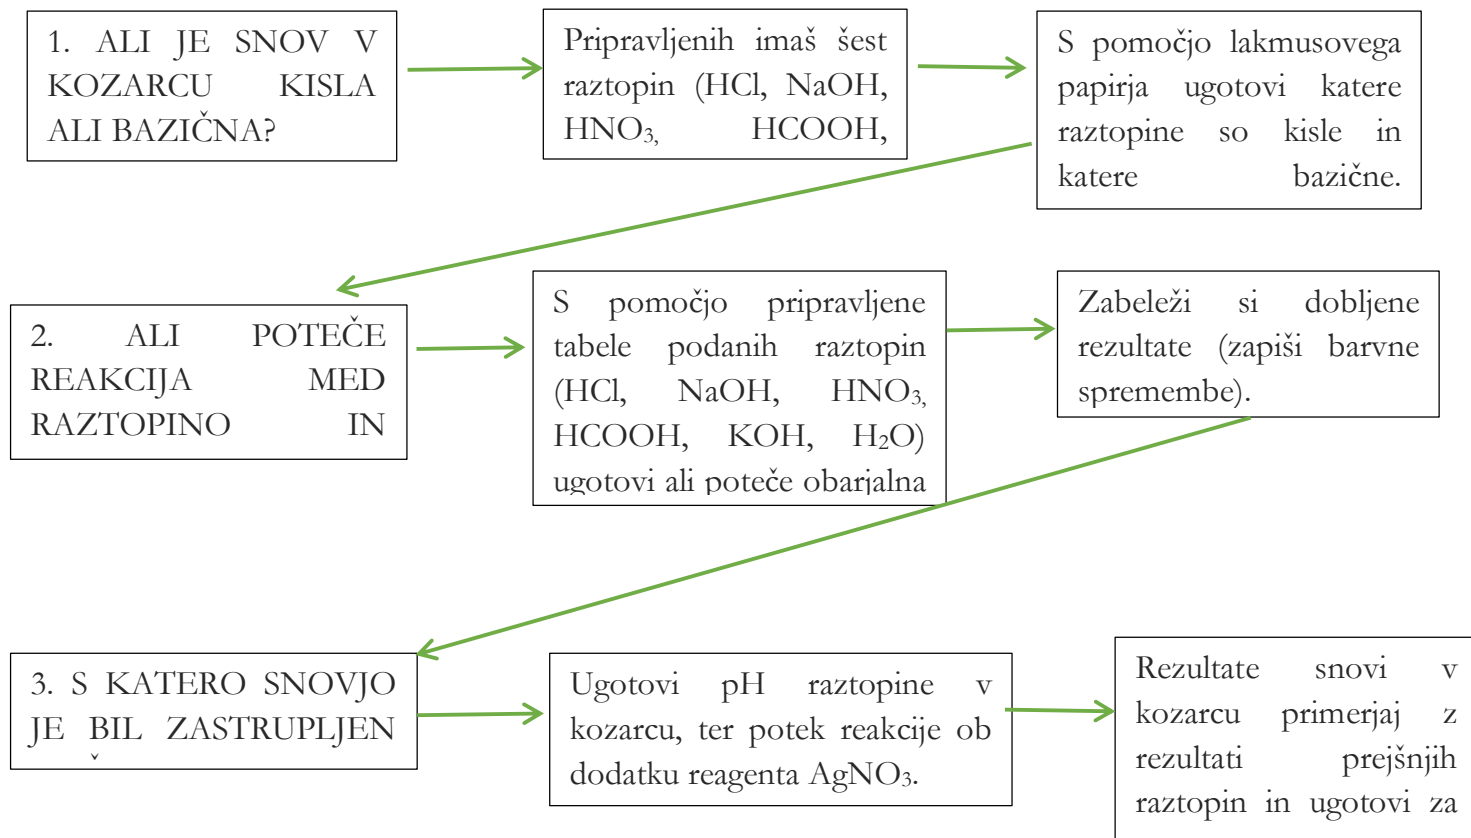 1. ALI JE SNOV V
KOZARCU KISLA
ALI BAZIČNA?
Pripravljenih imaš šest
raztopin (HCl, NaOH,
HNO₃, HCOOH,
S pomočjo lakmusovega
papirja ugotovi katere
raztopine so kisle in
katere bazične.
2. ALI POTEČE
REAKCIJA MED
RAZTOPINO IN
S pomočjo pripravljene
tabele podanih raztopin
(HCl, NaOH, HNO₃,
HCOOH, KOH, H₂O)
ugotovi ali poteče obarjalna
Zabeleži si dobljene
rezultate (zapiši barvne
spremembe).
3. S KATERO SNOVJO
JE BIL ZASTRUPLJEN
Ugotovi pH raztopine v
kozarcu, ter potek reakcije ob
dodatku reagenta AgNO₃.
Rezultate snovi v
kozarcu primerjaj z
rezultati prejšnjih
raztopin in ugotovi za